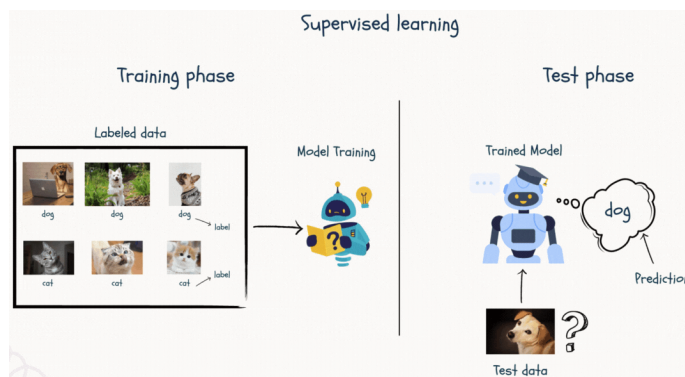 Supervised learning
Training phase
Labeled data
dog
dog
dog
label
cat
cat
cat
label
Model Training
?
Test phase
Trained Model
dog
Prediction
?
Test data